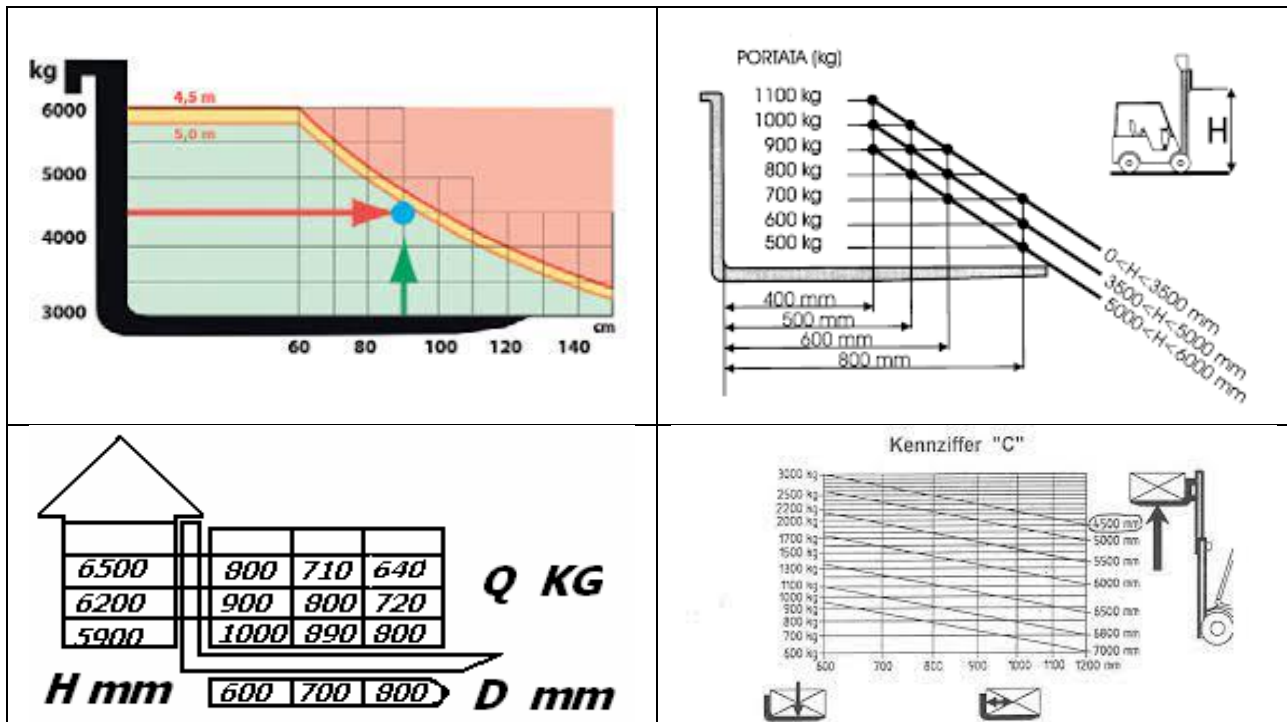 kg
6000
4,5 m
5,0 m
5000
4000
3000
cm
60 80 100 120 140
PORTATA (kg)
1100 kg
1000 kg
900 kg
800 kg
700 kg
600 kg
500 kg
H
400 mm
500 mm
600 mm
800 mm
0<H<3500 mm
3500<H<5000 mm
5000<H<6000 mm
6500 800 710 640
6200 900 800 720
5900 1000 890 800
Q KG
H mm 600 700 800 D mm
Kennziffer "C"
3000 kg
2500 kg
2200 kg
2000 kg
1700 kg
1500 kg
1300 kg
1100 kg
1000 kg
900 kg
800 kg
700 kg
4500 mm
5000 mm
5500 mm
6000 mm
6500 mm
7000 mm
700 800 900 1000 1100 1200 mm